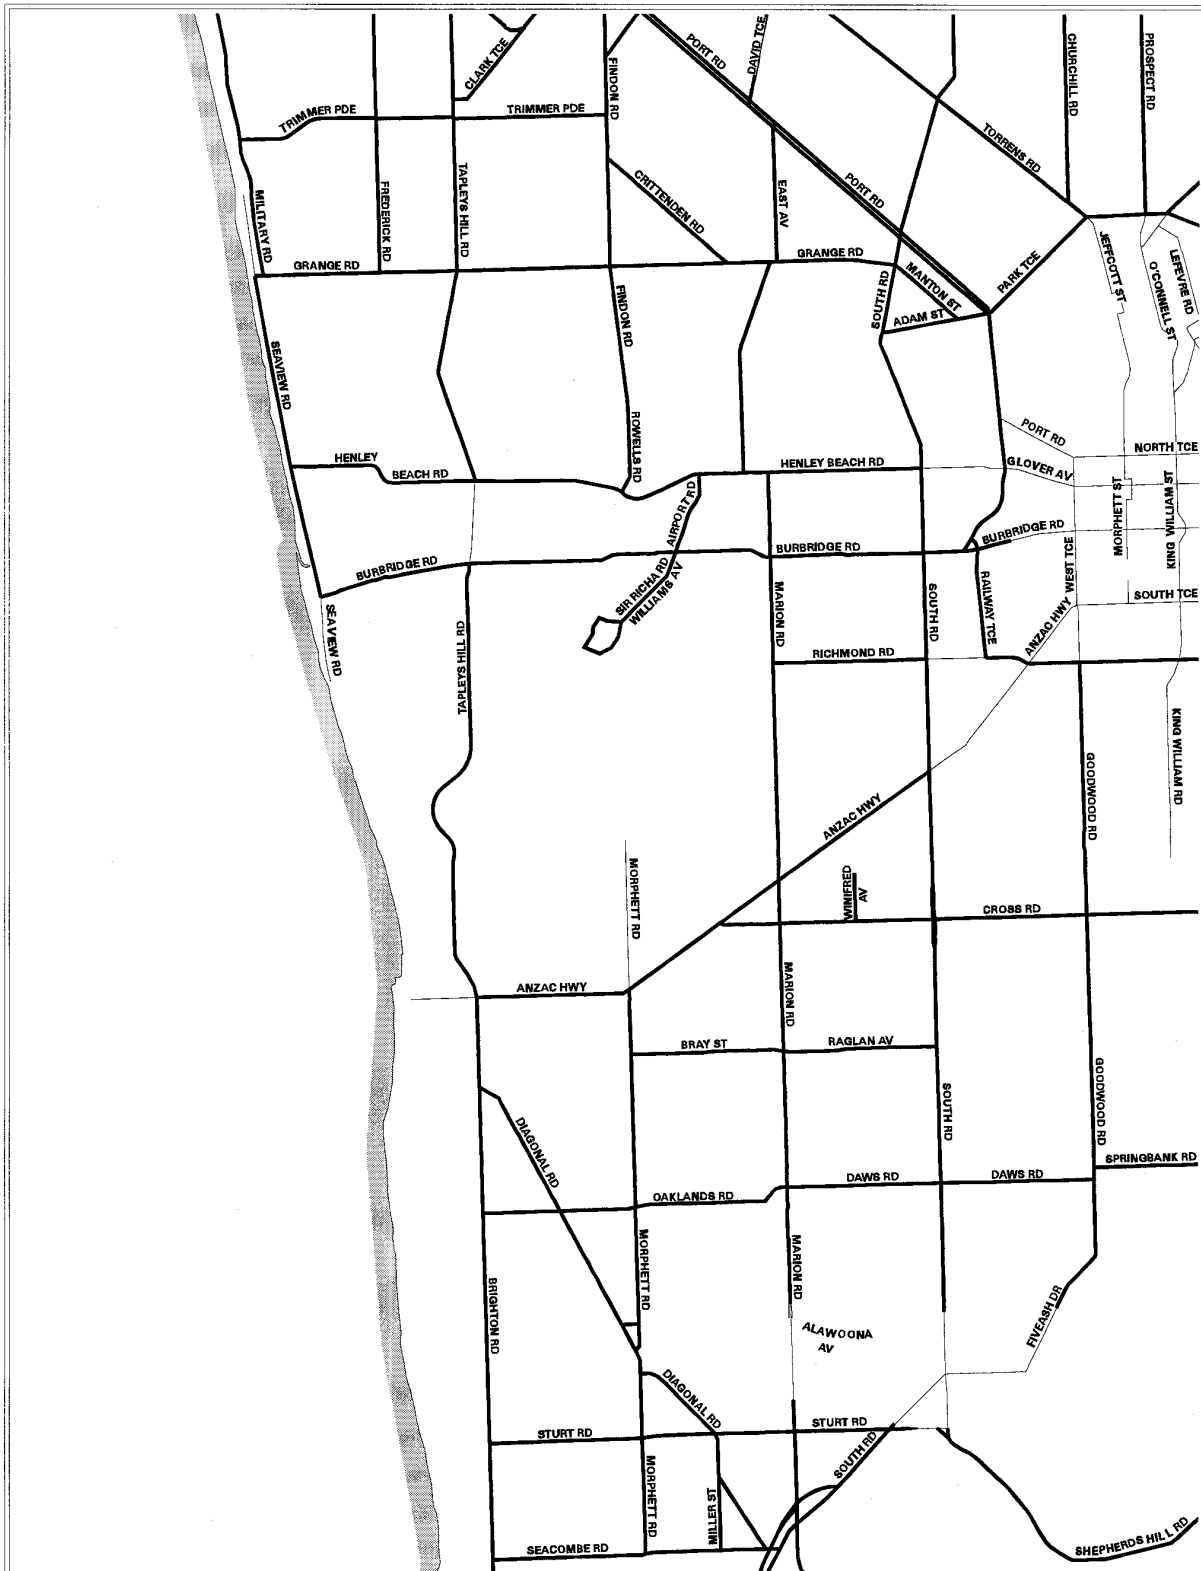 PORT RD
DAVID TCE
CLARK TCE
FINDON RD
CHURCHILL RD
PROSPECT RD
TRIMMER PDE
TRIMMER PDE
TORRENS RD
TAPLEYS HILL RD
CRITTENDEN RD
EAST AV
PORT RD
MILITARY RD
FREDERICK RD
GRANGE RD
GRANGE RD
SOUTH RD
MANTON ST
ADAM ST
PARK TCE
JEFFCOTT ST
O'CONNELL ST
LEFEVRE RD
FINDON RD
SEAVIEW RD
ROWELLS RD
PORT RD
NORTH TCE
HENLEY
BEACH RD
HENLEY BEACH RD
GLOVER AV
AIRPORT RD
MORPHETT ST
KING WILLIAM ST
BURBRIDGE RD
BURBRIDGE RD
BURBRIDGE RD
WEST TCE
SIR RICHA RD
WILLIAMS AV
SEAVIEW RD
TAPLEYS HILL RD
MARION RD
SOUTH RD
RAILWAY TCE
ANZAC HWY
SOUTH TCE
RICHMOND RD
KING WILLIAM RD
GOODWOOD RD
ANZAC HWY
MORPHETT RD
WINIFRED
AV
CROSS RD
ANZAC HWY
MARION RD
BRAY ST
RAGLAN AV
DIAGONAL RD
SOUTH RD
GOODWOOD RD
SPRINGBANK RD
OAKLANDS RD
DAWS RD
DAWS RD
MORPHETT RD
MARION RD
BRIGHTON RD
FIVEASH DR
ALAWOONA
AV
DIAGONAL RD
STURT RD
STURT RD
SOUTH RD
MORPHETT RD
MILLER ST
SEACOMBE RD
SHEPHERDS HILL RD